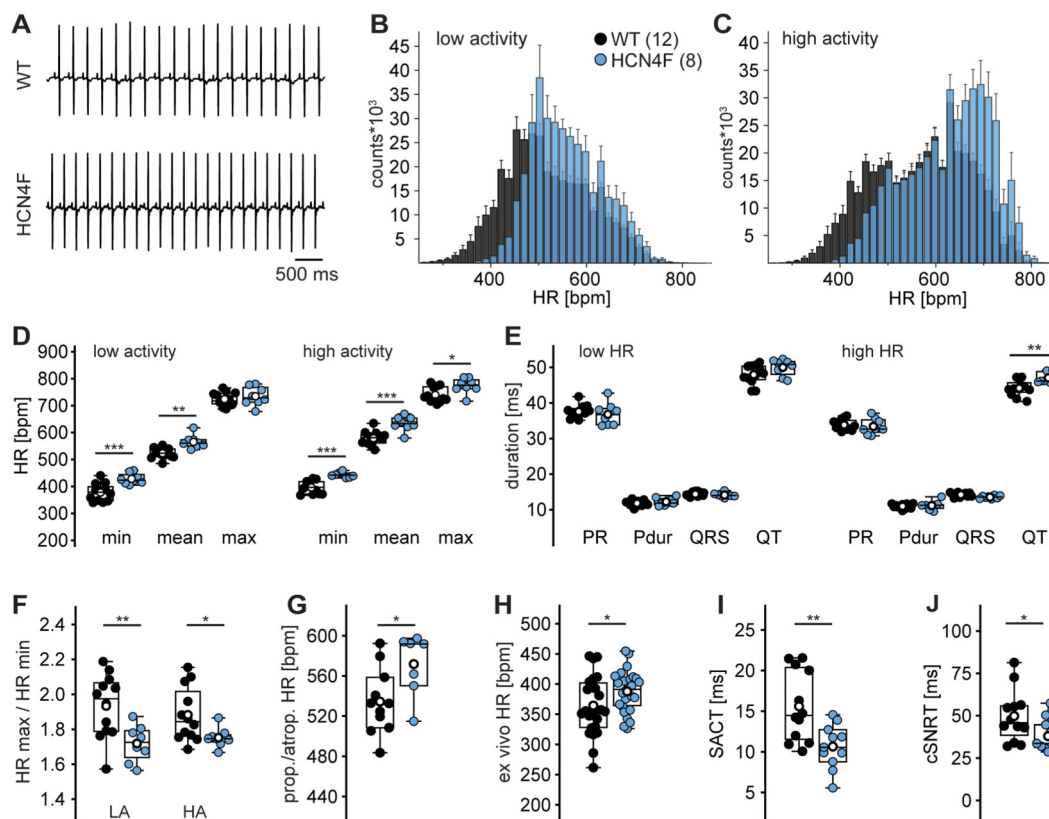 A
WT
HCN4F
500 ms
B
low activity
WT (12)
HCN4F (8)
counts*10³
45
40
35
30
25
20
15
10
5
400 600 800
HR [bpm]
C
high activity
counts*10³
45
40
35
30
25
20
15
10
5
400 600 800
HR [bpm]
D
low activity
high activity
HR [bpm]
900
800
700
600
500
400
300
200
*** ** *** *** *
min mean max min mean max
E
low HR
high HR
duration [ms]
50
40
30
20
10
**
PR Pdur QRS QT PR Pdur QRS QT
F
HR max / HR min
2.4
2.2
2.0
1.8
1.6
1.4
** *
LA HA
G
prop./atrop. HR [bpm]
600
560
520
480
440
*
H
ex vivo HR [bpm]
500
450
400
350
300
250
200
*
I
SACT [ms]
25
20
15
10
5
**
J
cSNRT [ms]
100
75
50
25
0
*